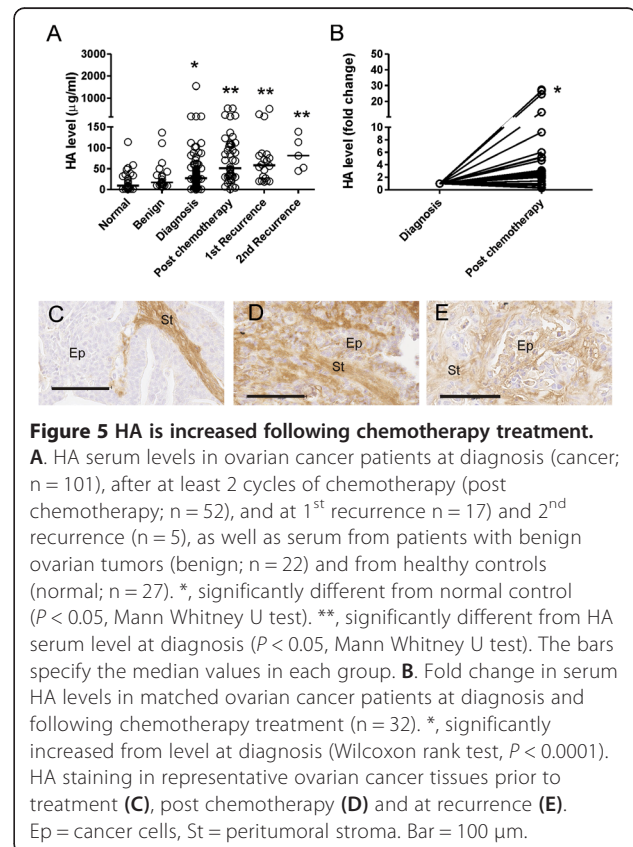 A
B
HA level (μg/ml)
3000
2000
1000
150
100
50
0
*
**
**
**
Normal
Benign
Diagnosis
Post chemotherapy
1st Recurrence
2nd Recurrence
HA level (fold change)
50
40
30
20
10
6
4
2
0
*
Diagnosis
Post chemotherapy
C
St
Ep
D
Ep
St
E
Ep
St
Figure 5 HA is increased following chemotherapy treatment.
A. HA serum levels in ovarian cancer patients at diagnosis (cancer;
n = 101), after at least 2 cycles of chemotherapy (post
chemotherapy; n = 52), and at 1st recurrence n = 17) and 2nd
recurrence (n = 5), as well as serum from patients with benign
ovarian tumors (benign; n = 22) and from healthy controls
(normal; n = 27). *, significantly different from normal control
(P < 0.05, Mann Whitney U test). **, significantly different from HA
serum level at diagnosis (P < 0.05, Mann Whitney U test). The bars
specify the median values in each group. B. Fold change in serum
HA levels in matched ovarian cancer patients at diagnosis and
following chemotherapy treatment (n = 32). *, significantly
increased from level at diagnosis (Wilcoxon rank test, P < 0.0001).
HA staining in representative ovarian cancer tissues prior to
treatment (C), post chemotherapy (D) and at recurrence (E).
Ep = cancer cells, St = peritumoral stroma. Bar = 100 μm.